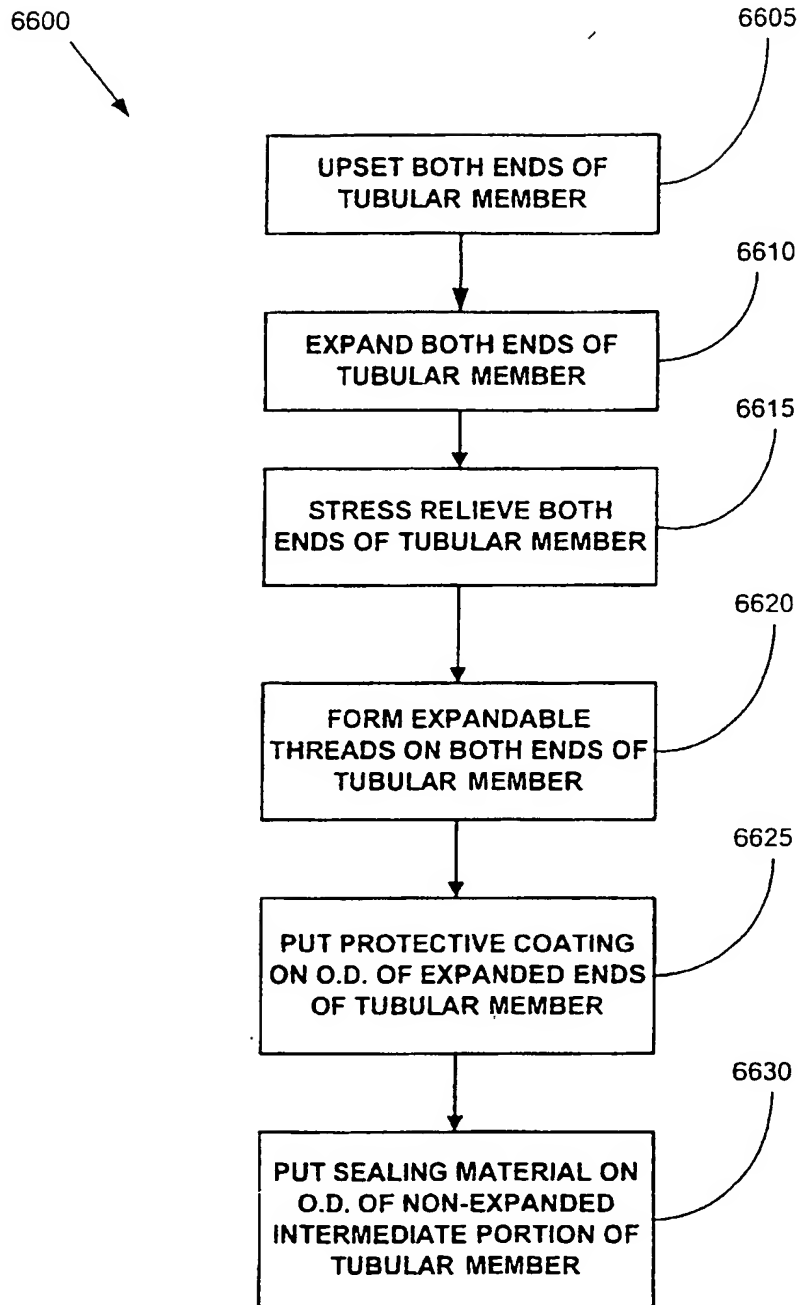 6600
6605
UPSET BOTH ENDS OF
TUBULAR MEMBER
6610
EXPAND BOTH ENDS OF
TUBULAR MEMBER
6615
STRESS RELIEVE BOTH
ENDS OF TUBULAR MEMBER
6620
FORM EXPANDABLE
THREADS ON BOTH ENDS OF
TUBULAR MEMBER
6625
PUT PROTECTIVE COATING
ON O.D. OF EXPANDED ENDS
OF TUBULAR MEMBER
6630
PUT SEALING MATERIAL ON
O.D. OF NON-EXPANDED
INTERMEDIATE PORTION OF
TUBULAR MEMBER